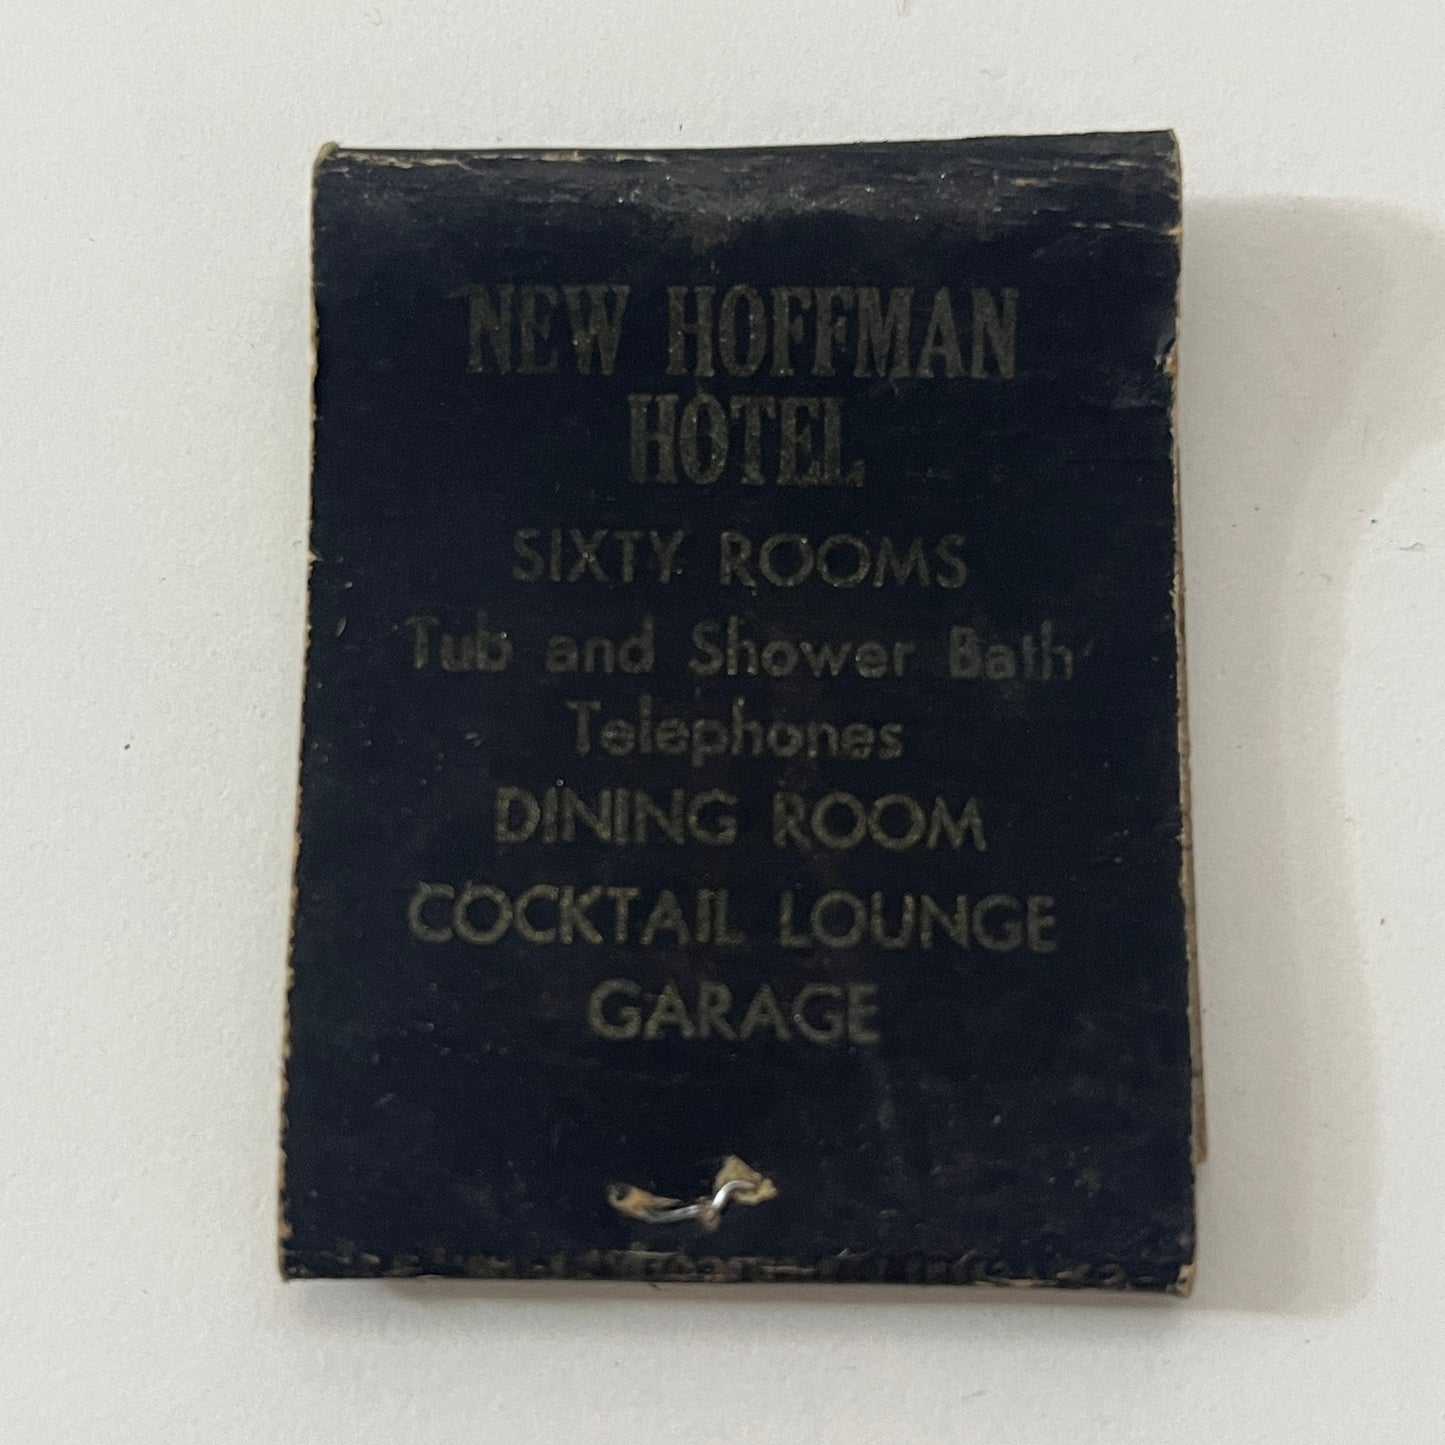 NEW HOFFMAN
HOTEL
SIXTY ROOMS
Tub and Shower Bath
Telephones
DINING ROOM
COCKTAIL LOUNGE
GARAGE